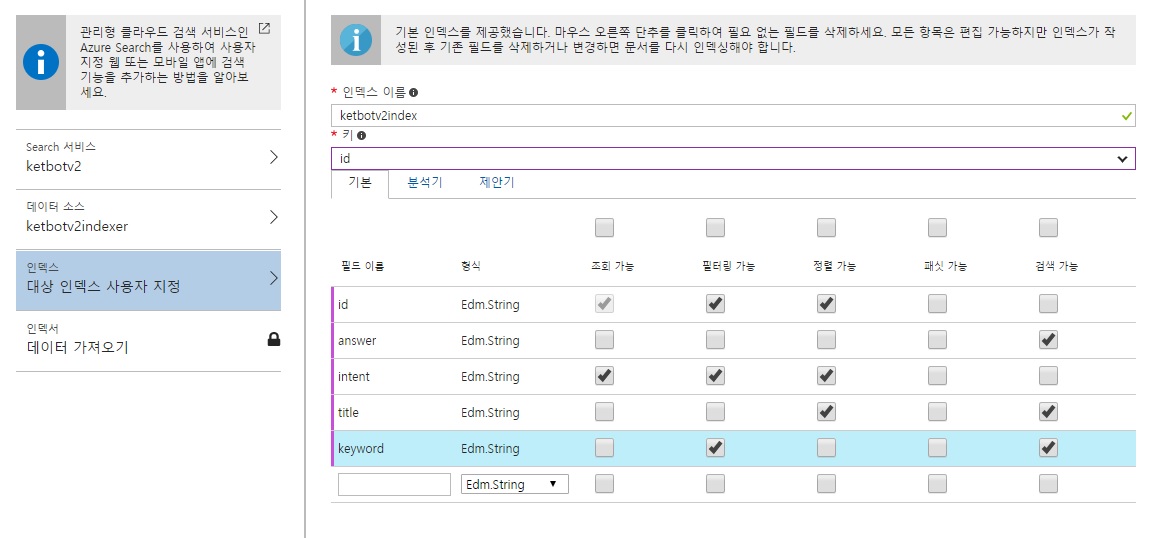 관리형 클라우드 검색 서비스인
Azure Search를 사용하여 사용자
지정 웹 또는 모바일 앱에 검색
기능을 추가하는 방법을 알아보
세요.
Search 서비스
ketbotv2
데이터 소스
ketbotv2indexer
인덱스
대상 인덱스 사용자 지정
인덱서
데이터 가져오기
기본 인덱스를 제공했습니다. 마우스 오른쪽 단추를 클릭하여 필요 없는 필드를 삭제하세요. 모든 항목은 편집 가능하지만 인덱스가 작
성된 후 기존 필드를 삭제하거나 변경하면 문서를 다시 인덱싱해야 합니다.
* 인덱스 이름
ketbotv2index
* 키
id
기본 분석기 제안기
필드 이름 형식 조회 가능 필터링 가능 정렬 가능 패싯 가능 검색 가능
id Edm.String
answer Edm.String
intent Edm.String
title Edm.String
keyword Edm.String
Edm.String